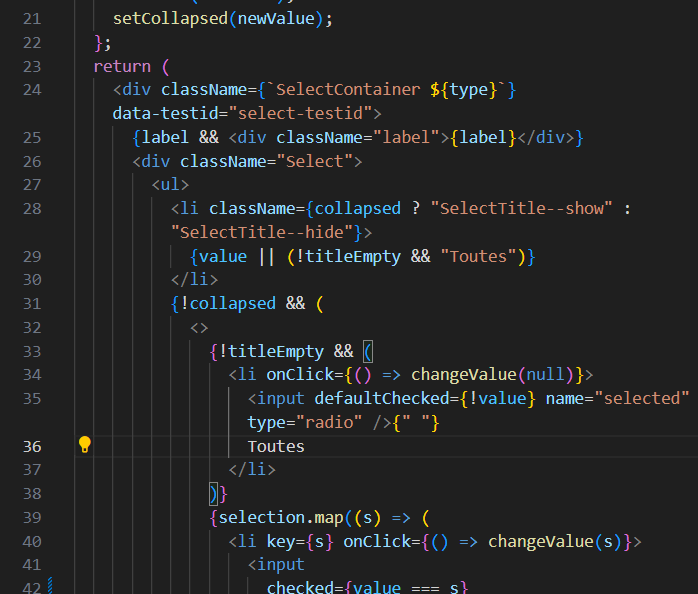 21 setCollapsed(newValue);
22 };
23 return (
24 <div className={`SelectContainer ${type}`}
data-testid="select-testid">
25 {label && <div className="label">{label}</div>}
26 <div className="Select">
27 <ul>
28 <li className={collapsed ? "SelectTitle--show" :
"SelectTitle--hide"}>
29 {value || (!titleEmpty && "Toutes")}
30 </li>
31 {!collapsed && (
32 <>
33 {!titleEmpty && (
34 <li onClick={() => changeValue(null)}>
35 <input defaultChecked={!value} name="selected"
type="radio" />{" "}
36 Toutes
37 </li>
38 )}
39 {selection.map((s) => (
40 <li key={s} onClick={() => changeValue(s)}>
41 <input
42 checked={value === s}